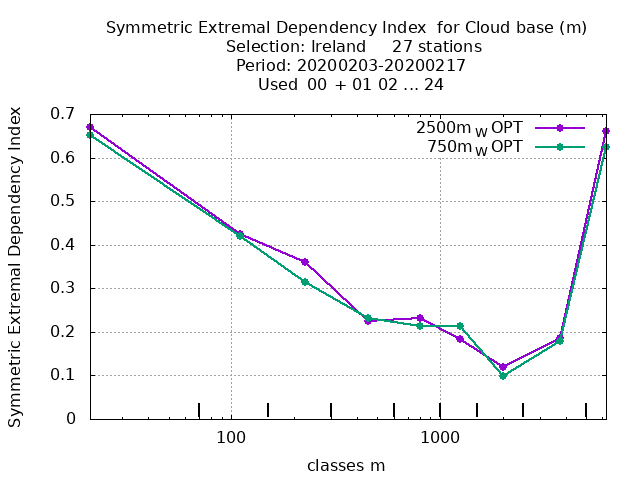 Symmetric Extremal Dependency Index  for Cloud base (m)
Selection: Ireland     27 stations
Period: 20200203-20200217
Used  00  + 01 02 ... 24
Symmetric Extremal Dependency Index
0.7
0.6
0.5
0.4
0.3
0.2
0.1
0
2500m W OPT
750m W OPT
100
1000
classes m